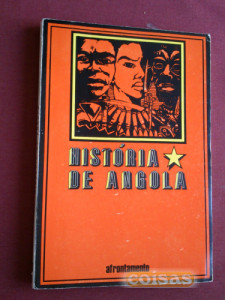 HISTÓRIA
DE ANGOLA
afrontamento
coisas